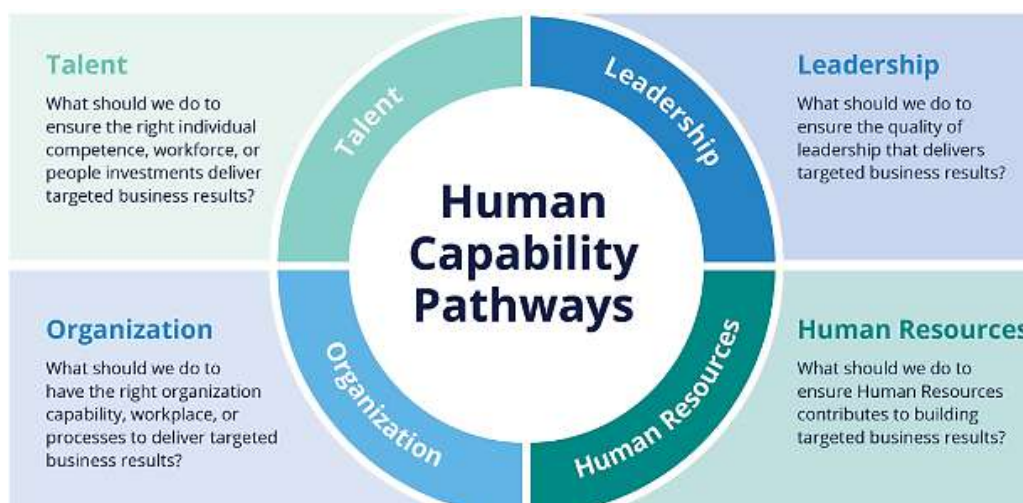 Talent
What should we do to
ensure the right individual
competence, workforce, or
people investments deliver
targeted business results?
Talent
Leadership
Human
Capability
Pathways
Leadership
What should we do to
ensure the quality of
leadership that delivers
targeted business results?
Organization
What should we do to
have the right organization
capability, workplace, or
processes to deliver targeted
business results?
Organization
Human Resources
Human Resources
What should we do to
ensure Human Resources
contributes to building
targeted business results?